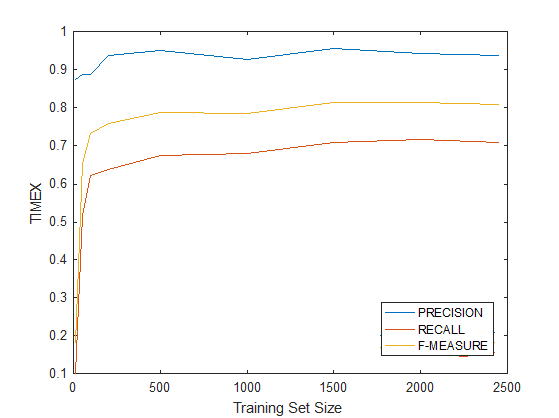 1
0.9
0.8
0.7
0.6
0.5
0.4
0.3
0.2
0.1
TIMEX
0 500 1000 1500 2000 2500
Training Set Size
PRECISION
RECALL
F-MEASURE